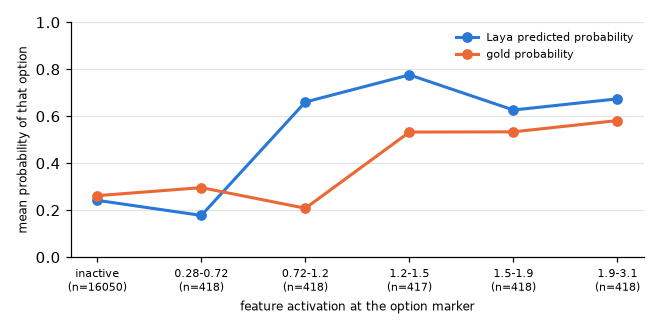 1.0
0.8
0.6
0.4
0.2
0.0
mean probability of that option
Laya predicted probability
gold probability
inactive
(n=16050)
0.28-0.72
(n=418)
0.72-1.2
(n=418)
1.2-1.5
(n=417)
1.5-1.9
(n=418)
1.9-3.1
(n=418)
feature activation at the option marker